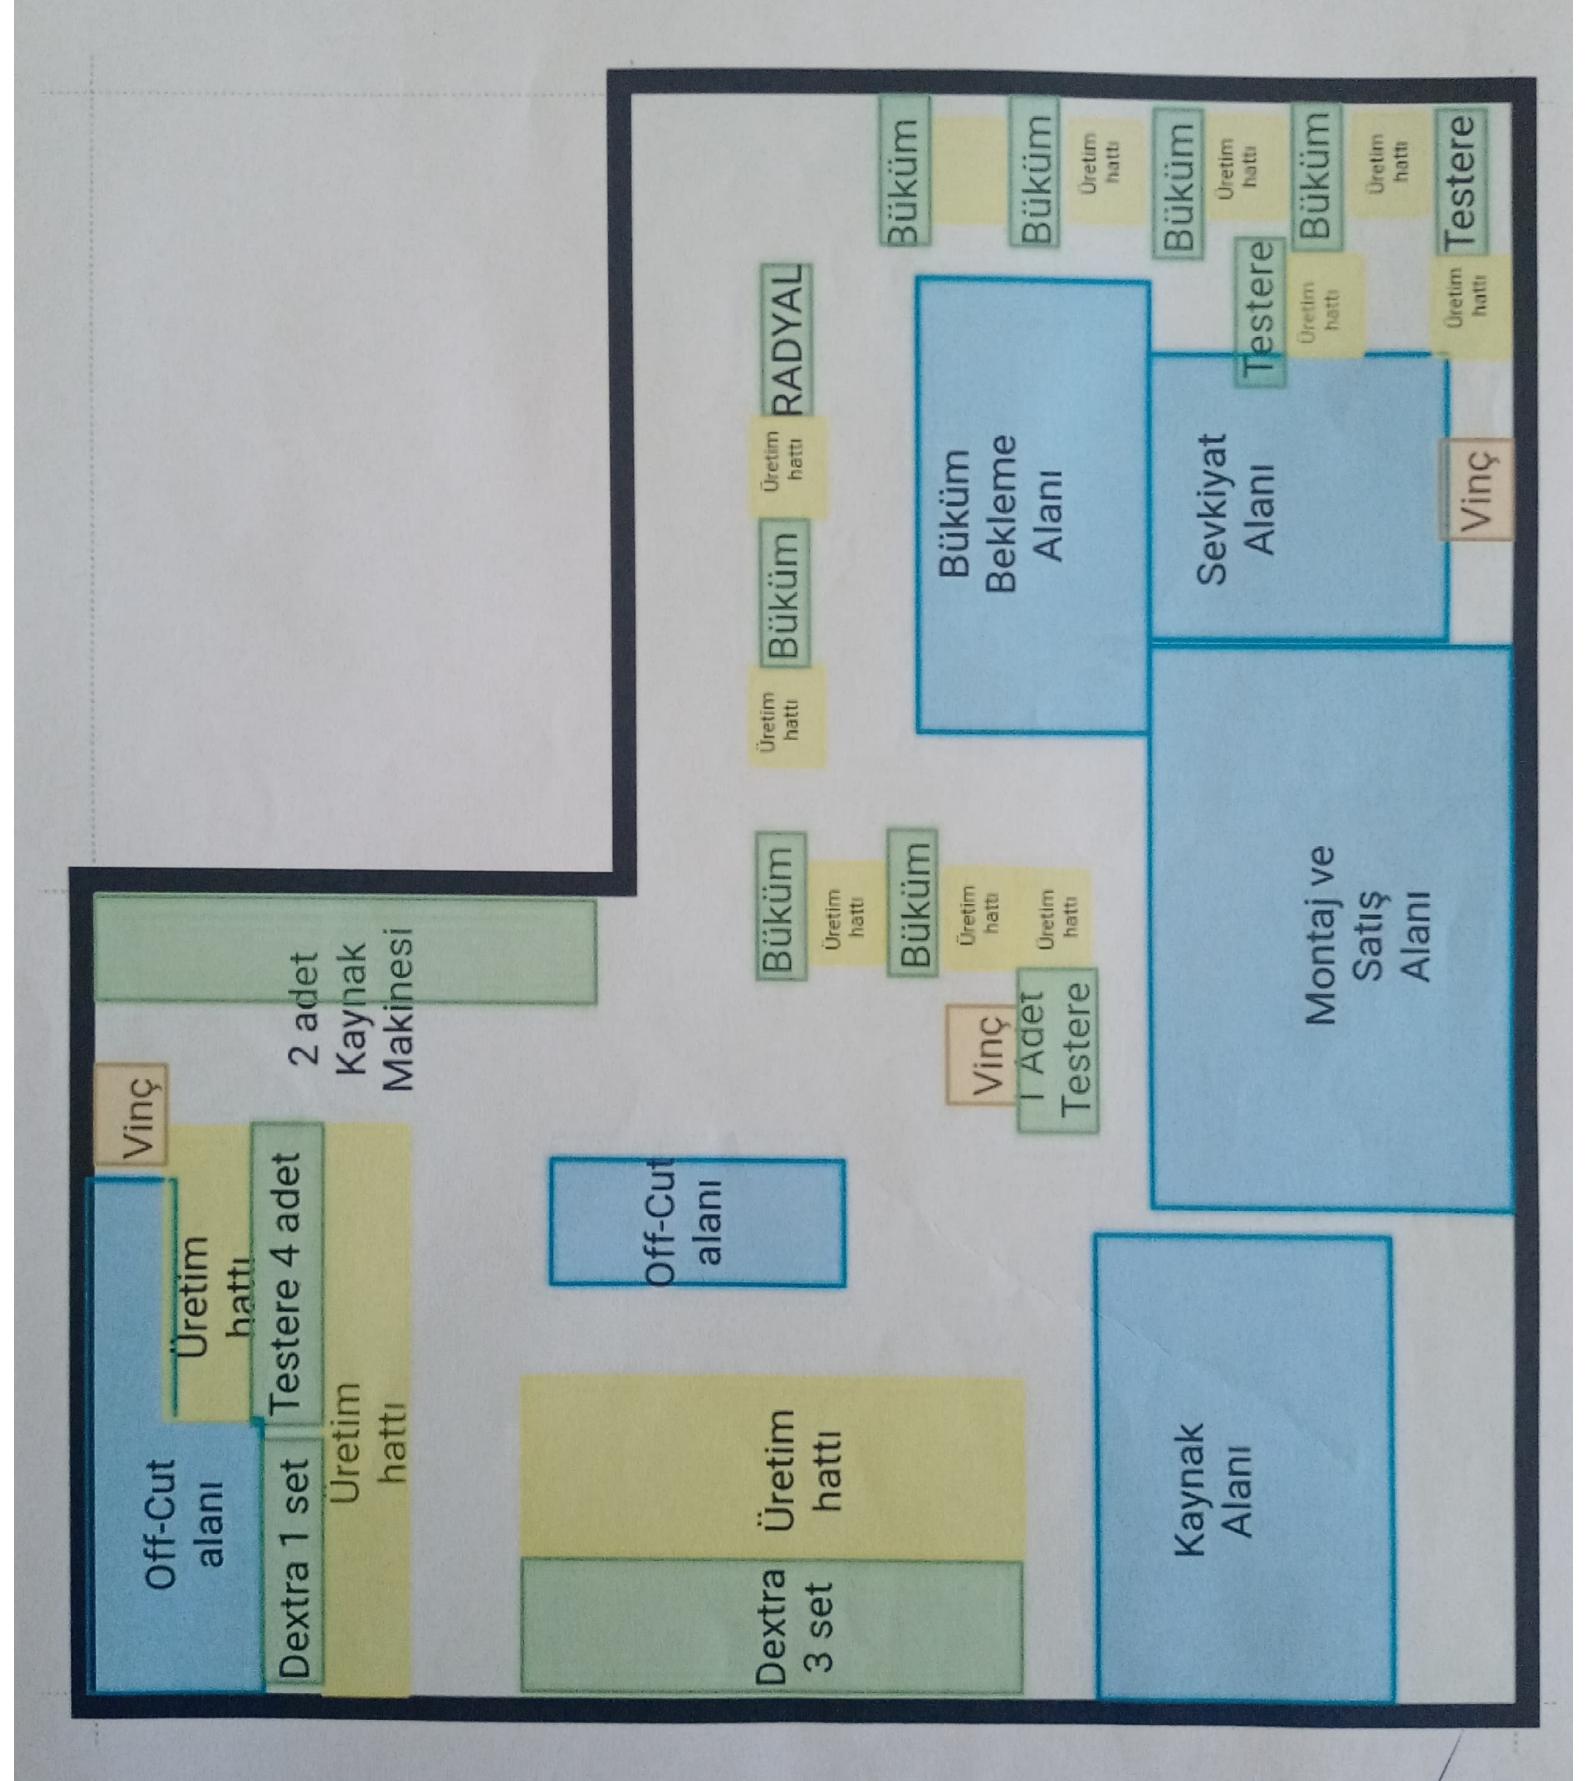 Off-Cut
alanı
Üretim
hattı
Vinç
Dextra 1 set
Testere 4 adet
Üretim
hattı
2 adet
Kaynak
Makinesi
Dextra
3 set
Üretim
hattı
Off-Cut
alanı
Büküm
Üretim
hattı
Büküm
Üretim
hattı
Üretim
hattı
Vinç
1 Adet
Testere
Üretim
hattı
Büküm
Üretim
hattı
RADYAL
Büküm
Büküm
Üretim
hattı
Büküm
Üretim
hattı
Büküm
Üretim
hattı
Testere
Testere
Üretim
hattı
Üretim
hattı
Büküm
Bekleme
Alanı
Sevkiyat
Alanı
Vinç
Kaynak
Alanı
Montaj ve
Satış
Alanı